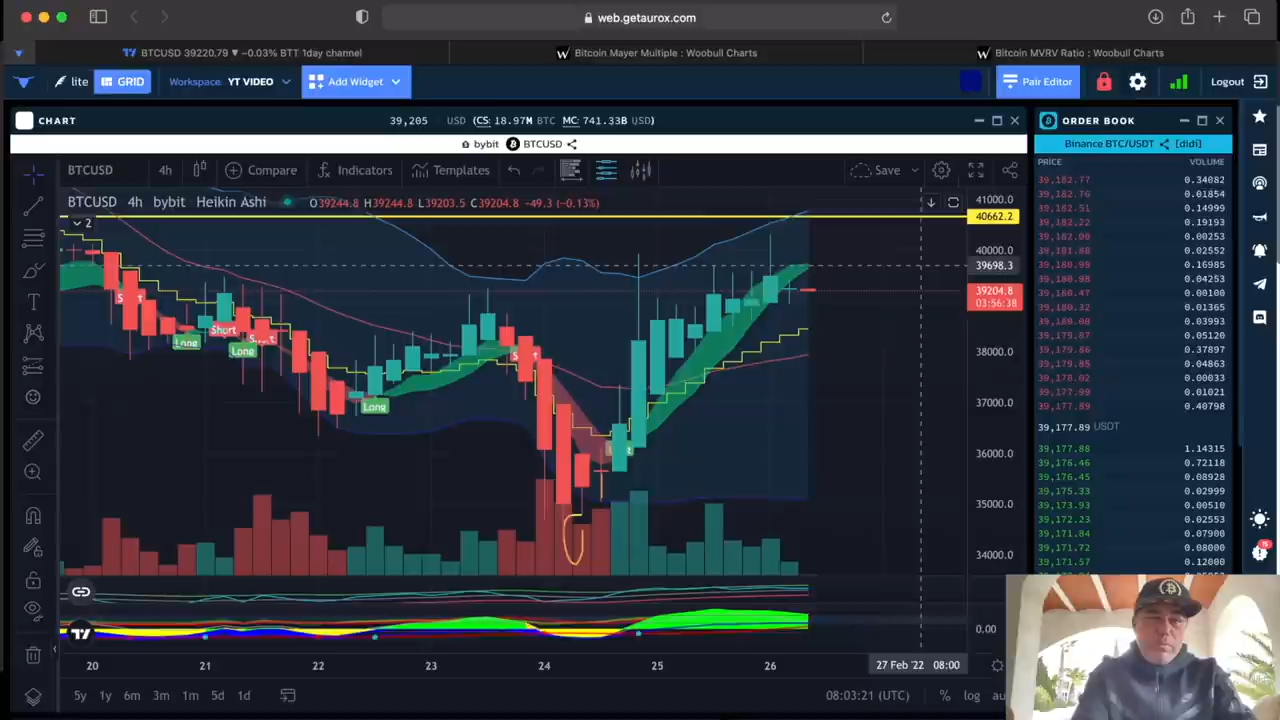 web.getaurox.com
BTCUSD 39220.79 ▼ −0.03% BTT 1day channel
Bitcoin Mayer Multiple : Woobull Charts
Bitcoin MVRV Ratio : Woobull Charts
lite GRID Workspace: YT VIDEO Add Widget Pair Editor Logout
CHART 39,205 USD (CS: 18.97M BTC MC: 741.33B USD)
ORDER BOOK
bybit BTCUSD
Binance BTC/USDT [dldi]
BTCUSD 4h Compare Indicators Templates Save
PRICE VOLUME
BTCUSD 4h bybit Heikin Ashi O39244.8 H39244.8 L39203.5 C39204.8 −49.3 (−0.13%)
2
41000.0
40662.2
40000.0
39698.3
39204.8
03:56:38
38000.0
37000.0
36000.0
35000.0
34000.0
0.00
Short
Long
Short
Long
Long
39,182.77 0.34082
39,182.76 0.01854
39,182.51 0.14999
39,182.22 0.19193
39,182.00 0.00253
39,181.88 0.02552
39,180.99 0.16985
39,180.98 0.04253
39,180.47 0.00100
39,180.32 0.01365
39,180.08 0.03993
39,179.87 0.05120
39,179.86 0.37897
39,179.85 0.04863
39,178.02 0.00033
39,177.99 0.01021
39,177.89 0.40798
39,177.89 USDT
39,177.88 1.14315
39,176.46 0.72118
39,176.45 0.08928
39,175.33 0.02999
39,173.93 0.00510
39,172.23 0.02553
39,171.84 0.07900
39,171.72 0.08000
39,171.57 0.12000
15
20 21 22 23 24 25 26 27 Feb '22 08:00
5y 1y 6m 3m 1m 5d 1d 08:03:21 (UTC) % log